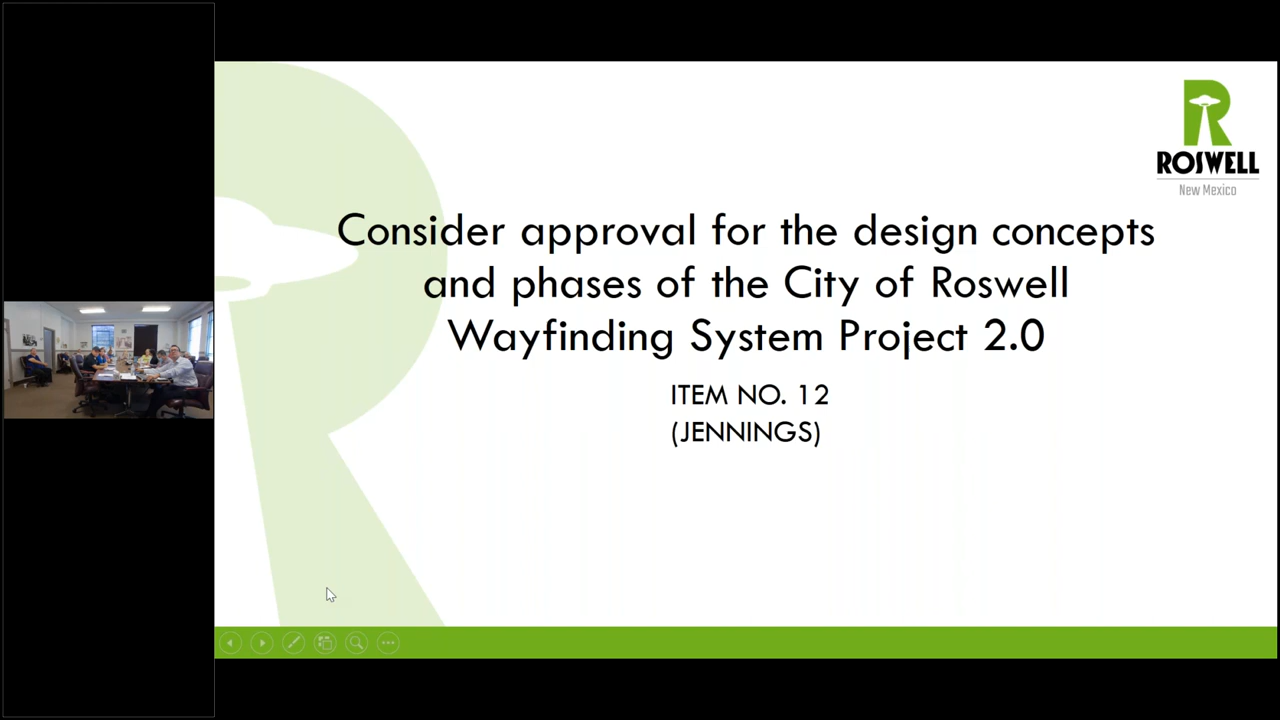 ROSWELL
New Mexico
Consider approval for the design concepts
and phases of the City of Roswell
Wayfinding System Project 2.0
ITEM NO. 12
(JENNINGS)